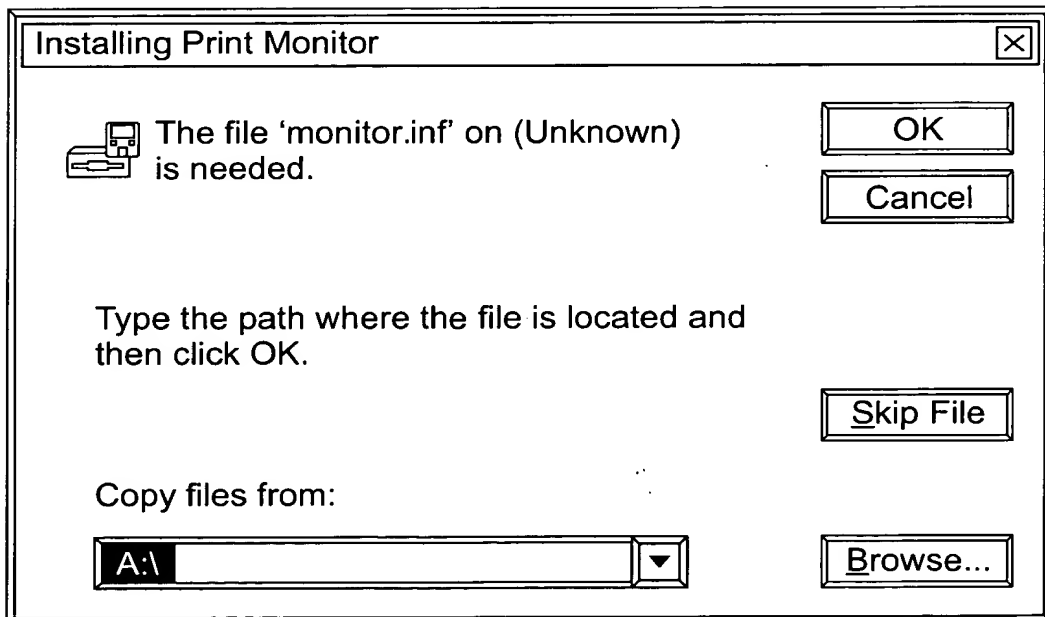 Installing Print Monitor
The file ‘monitor.inf’ on (Unknown)
is needed.
OK
Cancel
Type the path where the file is located and
then click OK.
Skip File
Copy files from:
A:\
Browse...